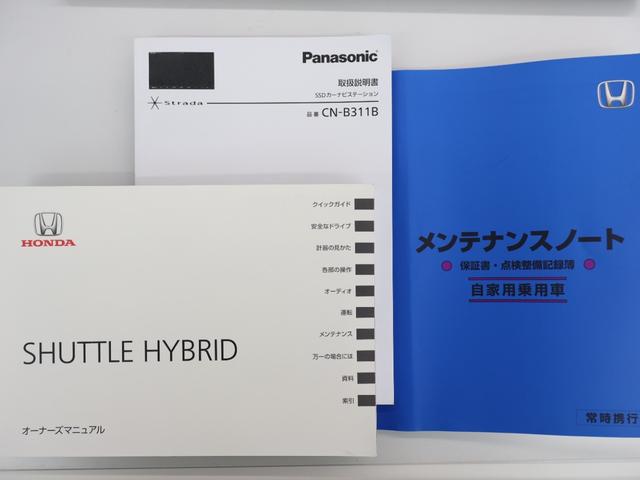 Panasonic
取扱説明書
SSDカーナビステーション
品番 CN-B311B
Strada
HONDA
SHUTTLE HYBRID
オーナーズマニュアル
クイックガイド
安全なドライブ
計器の見かた
各部の操作
オーディオ
運転
メンテナンス
万一の場合には
資料
索引
メンテナンスノート
保証書・点検整備記録簿
自家用乗用車
常時携行